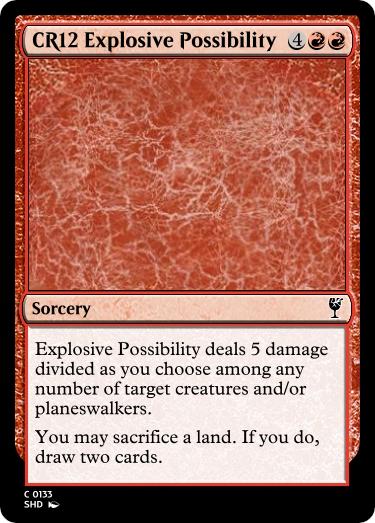 CR12 Explosive Possibility 4
Sorcery
Explosive Possibility deals 5 damage
divided as you choose among any
number of target creatures and/or
planeswalkers.
You may sacrifice a land. If you do,
draw two cards.
C 0133
SHD